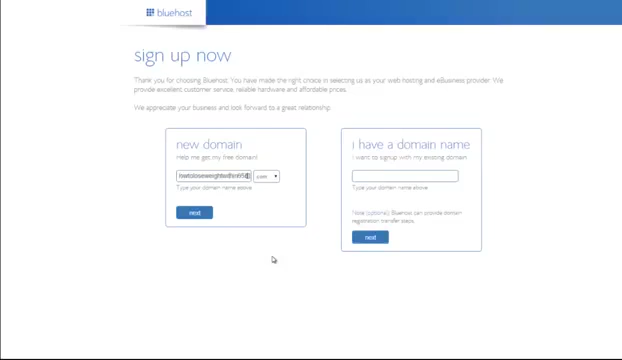 bluehost
sign up now
Thank you for choosing Bluehost. You have made the right choice in selecting us as your web hosting and eBusiness provider. We
provide excellent customer service, reliable hardware and affordable prices.
We appreciate your business and look forward to a great relationship.
new domain
Help me get my free domain!
.com
Type your domain name above
next
i have a domain name
I want to signup with my existing domain
Type your domain name above
Note (optional): Bluehost can provide domain
registration transfer steps.
next